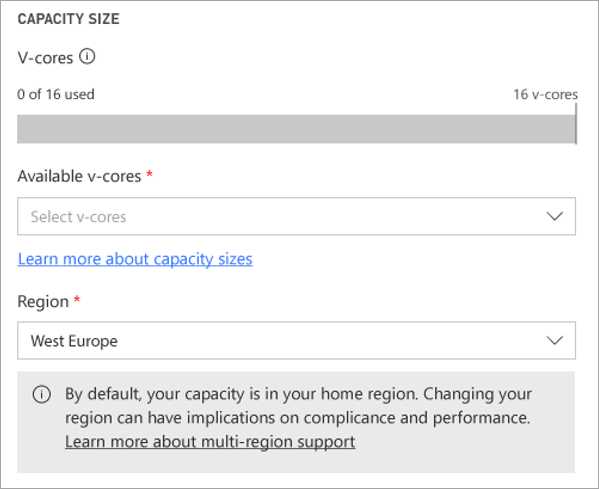 CAPACITY SIZE
V-cores
0 of 16 used
16 v-cores
Available v-cores *
Select v-cores
Learn more about capacity sizes
Region *
West Europe
By default, your capacity is in your home region. Changing your
region can have implications on complicance and performance.
Learn more about multi-region support